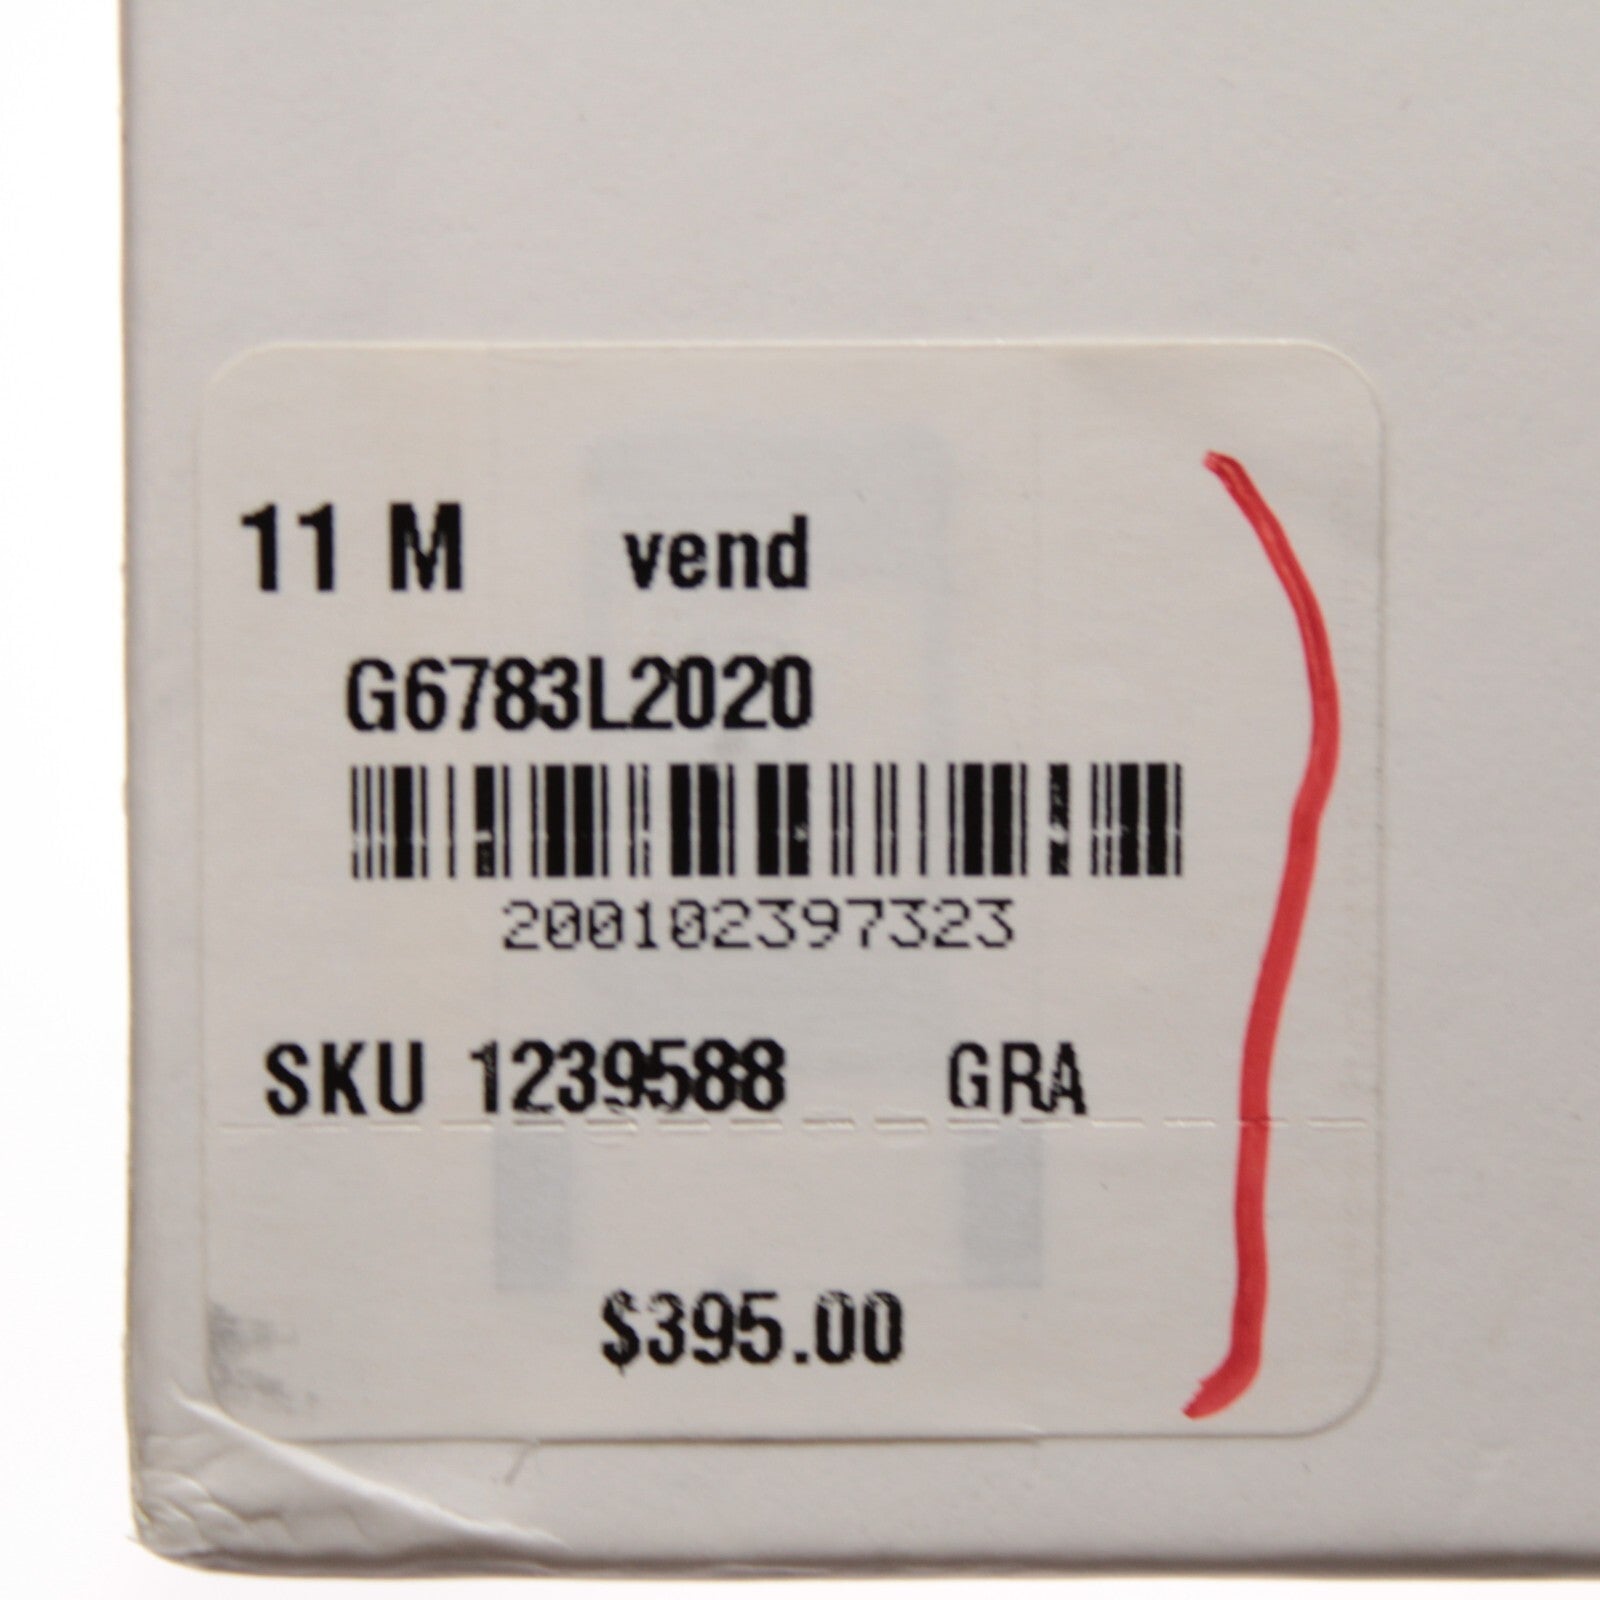 11 M vend
G6783L2020
200102397323
SKU 1239588 GRA
$395.00